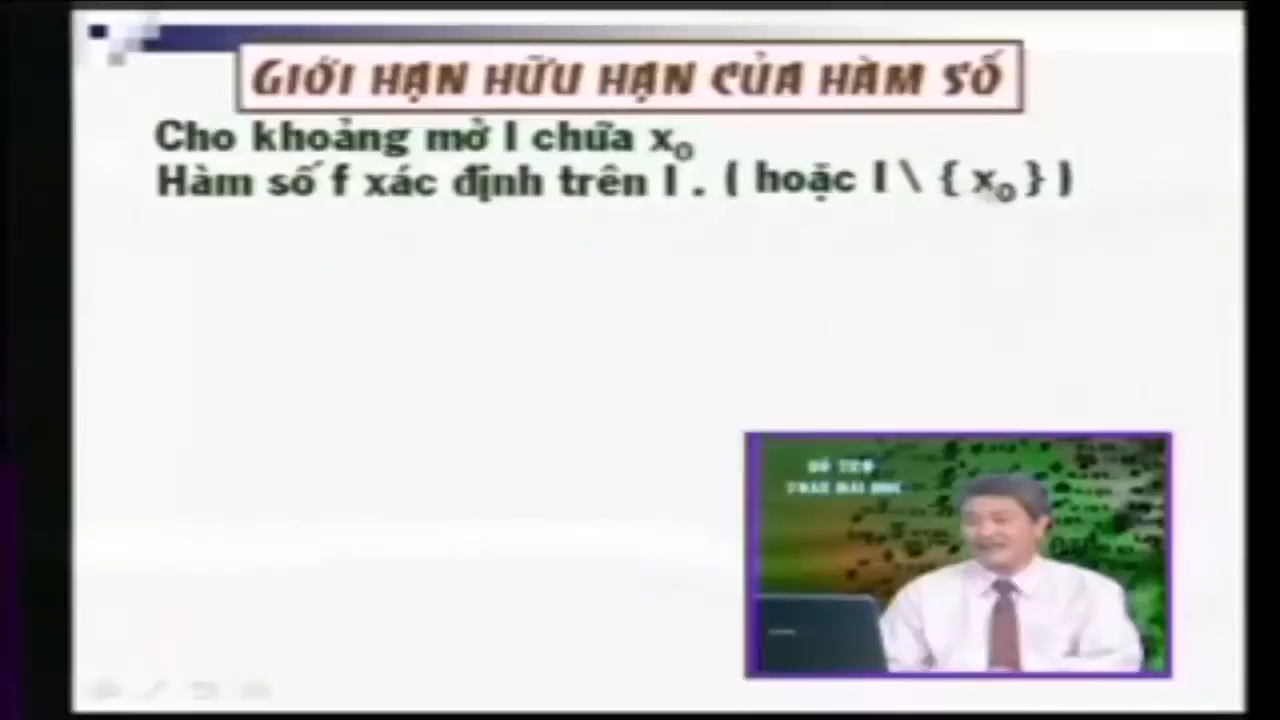 GIỚI HẠN HỮU HẠN CỦA HÀM SỐ
Cho khoảng mở I chứa x₀
Hàm số f xác định trên I . ( hoặc I \ { x₀ } )